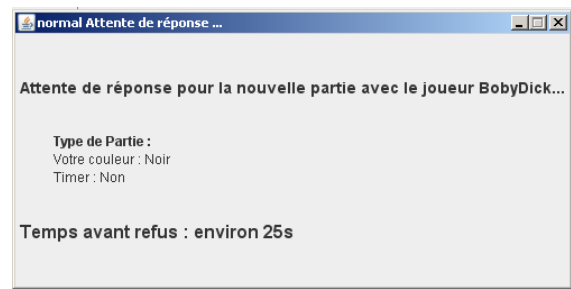 normal Attente de réponse ...
Attente de réponse pour la nouvelle partie avec le joueur BobyDick...
Type de Partie :
Votre couleur : Noir
Timer : Non
Temps avant refus : environ 25s